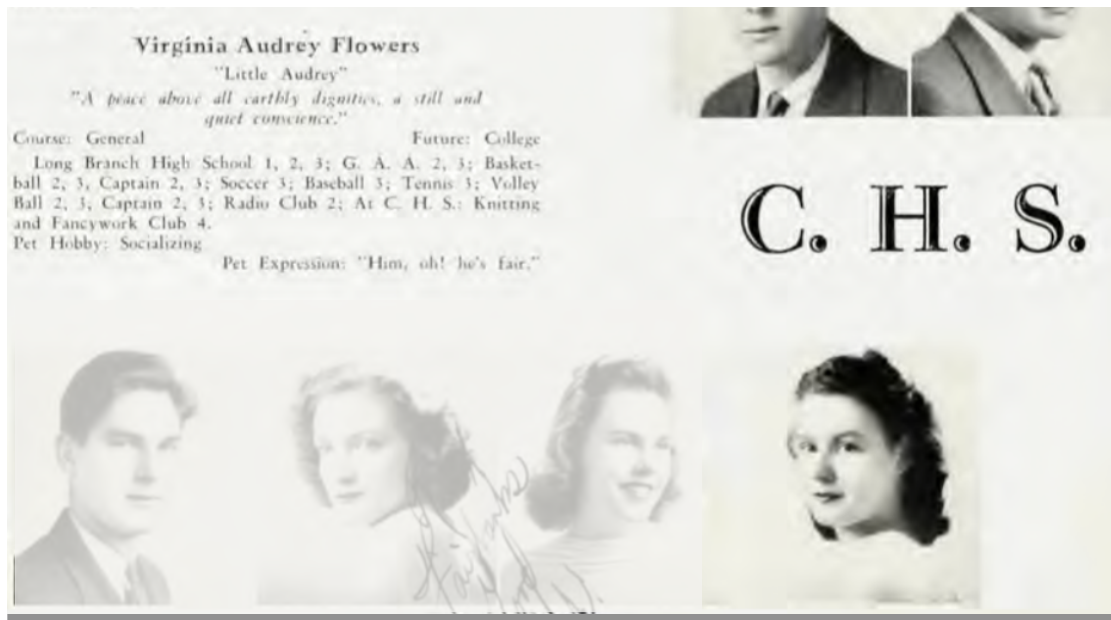 Virginia Audrey Flowers
"Little Audrey"
"A peace above all earthly dignities, a still and
quiet conscience."
Course: General Future: College
Long Branch High School 1, 2, 3; G. A. A. 2, 3; Basket-
ball 2, 3, Captain 2, 3; Soccer 3; Baseball 3; Tennis 3; Volley
Ball 2, 3, Captain 2, 3; Radio Club 2; At C. H. S.: Knitting
and Fancywork Club 4.
Pet Hobby: Socializing
Pet Expression: "Him, oh! he's fair."
C. H. S.